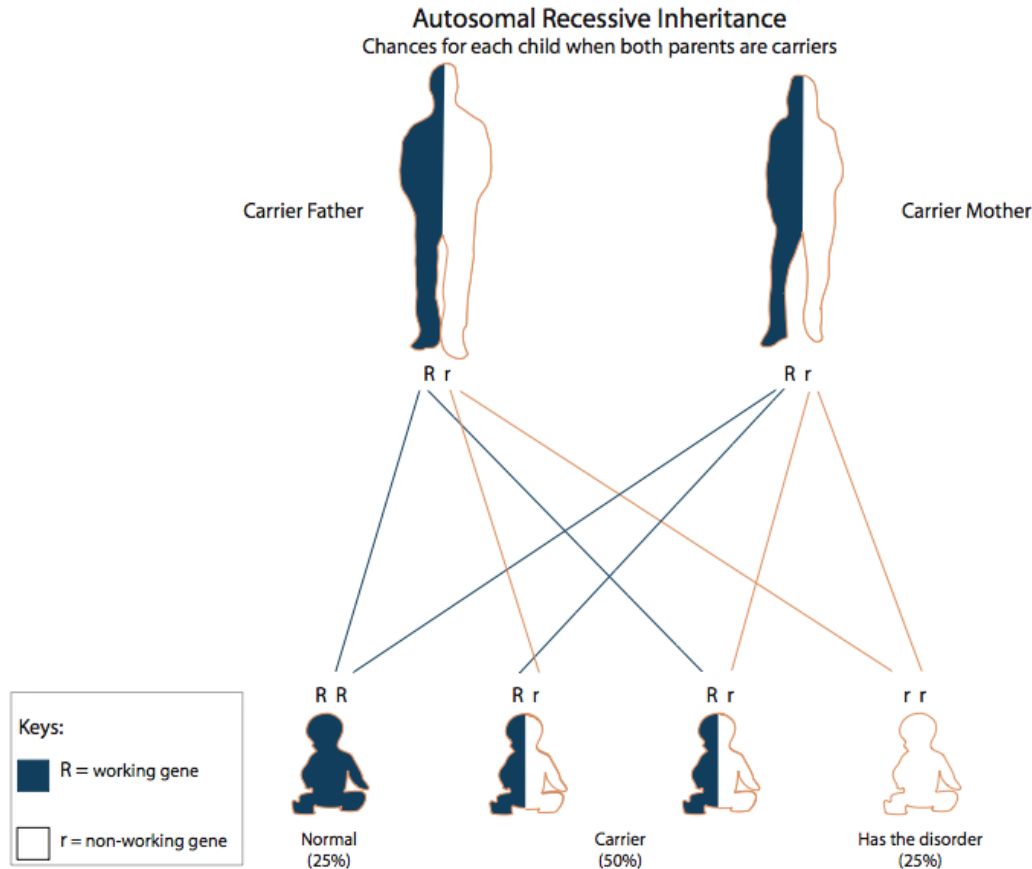 Autosomal Recessive Inheritance
Chances for each child when both parents are carriers
Carrier Father
Carrier Mother
R r
R r
R R
R r
R r
r r
Keys:
R = working gene
r = non-working gene
Normal
(25%)
Carrier
(50%)
Has the disorder
(25%)